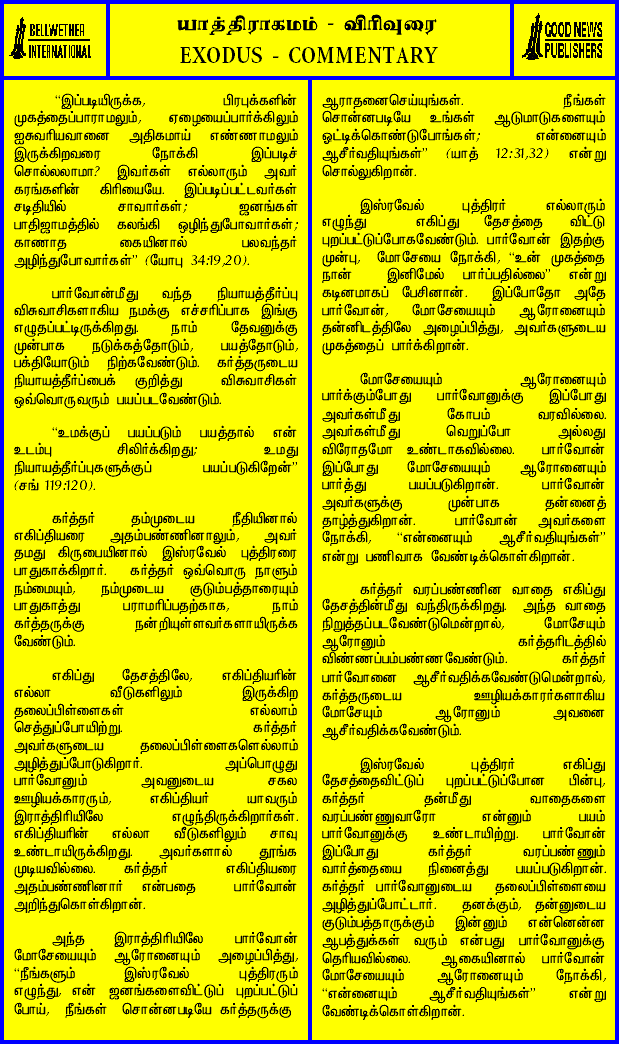 BELLWETHER
INTERNATIONAL
யாத்திராகமம் - விரிவுரை
EXODUS - COMMENTARY
GOOD NEWS
PUBLISHERS
“இப்படியிருக்க, பிரபுக்களின்
முகத்தைப்பாராமலும், ஏழையைப்பார்க்கிலும்
ஐசுவரியவானை அதிகமாய் எண்ணாமலும்
இருக்கிறவரை நோக்கி இப்படிச்
சொல்லலாமா? இவர்கள் எல்லாரும் அவர்
கரங்களின் கிரியையே. இப்படிப்பட்டவர்கள்
சடிதியில் சாவார்கள்; ஜனங்கள்
பாதிஜாமத்தில் கலங்கி ஒழிந்துபோவார்கள்;
காணாத கையினால் பலவந்தர்
அழிந்துபோவார்கள்” (யோபு 34:19,20).
பார்வோன்மீது வந்த நியாயத்தீர்ப்பு
விசுவாசிகளாகிய நமக்கு எச்சரிப்பாக இங்கு
எழுதப்பட்டிருக்கிறது. நாம் தேவனுக்கு
முன்பாக நடுக்கத்தோடும், பயத்தோடும்,
பக்தியோடும் நிற்கவேண்டும். கர்த்தருடைய
நியாயத்தீர்ப்பைக் குறித்து விசுவாசிகள்
ஒவ்வொருவரும் பயப்படவேண்டும்.
“உமக்குப் பயப்படும் பயத்தால் என்
உடம்பு சிலிர்க்கிறது; உமது
நியாயத்தீர்ப்புகளுக்குப் பயப்படுகிறேன்”
(சங் 119:120).
கர்த்தர் தம்முடைய நீதியினால்
எகிப்தியரை அதம்பண்ணினாலும், அவர்
தமது கிருபையினால் இஸ்ரவேல் புத்திரரை
பாதுகாக்கிறார். கர்த்தர் ஒவ்வொரு நாளும்
நம்மையும், நம்முடைய குடும்பத்தாரையும்
பாதுகாத்து பராமரிப்பதற்காக, நாம்
கர்த்தருக்கு நன்றியுள்ளவர்களாயிருக்க
வேண்டும்.
எகிப்து தேசத்திலே, எகிப்தியரின்
எல்லா வீடுகளிலும் இருக்கிற
தலைப்பிள்ளைகள் எல்லாம்
செத்துப்போயிற்று. கர்த்தர்
அவர்களுடைய தலைப்பிள்ளைகளெல்லாம்
அழித்துப்போடுகிறார். அப்பொழுது
பார்வோனும் அவனுடைய சகல
ஊழியக்காரரும், எகிப்தியர் யாவரும்
இராத்திரியிலே எழுந்திருக்கிறார்கள்.
எகிப்தியரின் எல்லா வீடுகளிலும் சாவு
உண்டாயிருக்கிறது. அவர்களால் தூங்க
முடியவில்லை. கர்த்தர் எகிப்தியரை
அதம்பண்ணினார் என்பதை பார்வோன்
அறிந்துகொள்கிறான்.
அந்த இராத்திரியிலே பார்வோன்
மோசேயையும் ஆரோனையும் அழைப்பித்து,
“நீங்களும் இஸ்ரவேல் புத்திரரும்
எழுந்து, என் ஜனங்களைவிட்டுப் புறப்பட்டுப்
போய், நீங்கள் சொன்னபடியே கர்த்தருக்கு
ஆராதனைசெய்யுங்கள். நீங்கள்
சொன்னபடியே உங்கள் ஆடுமாடுகளையும்
ஓட்டிக்கொண்டுபோங்கள்; என்னையும்
ஆசீர்வதியுங்கள்” (யாத் 12:31,32) என்று
சொல்லுகிறான்.
இஸ்ரவேல் புத்திரர் எல்லாரும்
எழுந்து எகிப்து தேசத்தை விட்டு
புறப்பட்டுப்போகவேண்டும். பார்வோன் இதற்கு
முன்பு, மோசேயை நோக்கி, “உன் முகத்தை
நான் இனிமேல் பார்ப்பதில்லை” என்று
கடினமாகப் பேசினான். இப்போதோ அதே
பார்வோன், மோசேயையும் ஆரோனையும்
தன்னிடத்திலே அழைப்பித்து, அவர்களுடைய
முகத்தைப் பார்க்கிறான்.
மோசேயையும் ஆரோனையும்
பார்க்கும்போது பார்வோனுக்கு இப்போது
அவர்கள்மீது கோபம் வரவில்லை.
அவர்கள்மீது வெறுப்போ அல்லது
விரோதமோ உண்டாகவில்லை. பார்வோன்
இப்போது மோசேயையும் ஆரோனையும்
பார்த்து பயப்படுகிறான். பார்வோன்
அவர்களுக்கு முன்பாக தன்னைத்
தாழ்த்துகிறான். பார்வோன் அவர்களை
நோக்கி, “என்னையும் ஆசீர்வதியுங்கள்”
என்று பணிவாக வேண்டிக்கொள்கிறான்.
கர்த்தர் வரப்பண்ணின வாதை எகிப்து
தேசத்தின்மீது வந்திருக்கிறது. அந்த வாதை
நிறுத்தப்படவேண்டுமென்றால், மோசேயும்
ஆரோனும் கர்த்தரிடத்தில்
விண்ணப்பம்பண்ணவேண்டும். கர்த்தர்
பார்வோனை ஆசீர்வதிக்கவேண்டுமென்றால்,
கர்த்தருடைய ஊழியக்காரர்களாகிய
மோசேயும் ஆரோனும் அவனை
ஆசீர்வதிக்கவேண்டும்.
இஸ்ரவேல் புத்திரர் எகிப்து
தேசத்தைவிட்டுப் புறப்பட்டுப்போன பின்பு,
கர்த்தர் தன்மீது வாதைகளை
வரப்பண்ணுவாரோ என்னும் பயம்
பார்வோனுக்கு உண்டாயிற்று. பார்வோன்
இப்போது கர்த்தர் வரப்பண்ணும்
வார்த்தையை நினைத்து பயப்படுகிறான்.
கர்த்தர் பார்வோனுடைய தலைப்பிள்ளையை
அழித்துப்போட்டார். தனக்கும், தன்னுடைய
குடும்பத்தாருக்கும் இன்னும் என்னென்ன
ஆபத்துக்கள் வரும் என்பது பார்வோனுக்கு
தெரியவில்லை. ஆகையினால் பார்வோன்
மோசேயையும் ஆரோனையும் நோக்கி,
“என்னையும் ஆசீர்வதியுங்கள்” என்று
வேண்டிக்கொள்கிறான்.